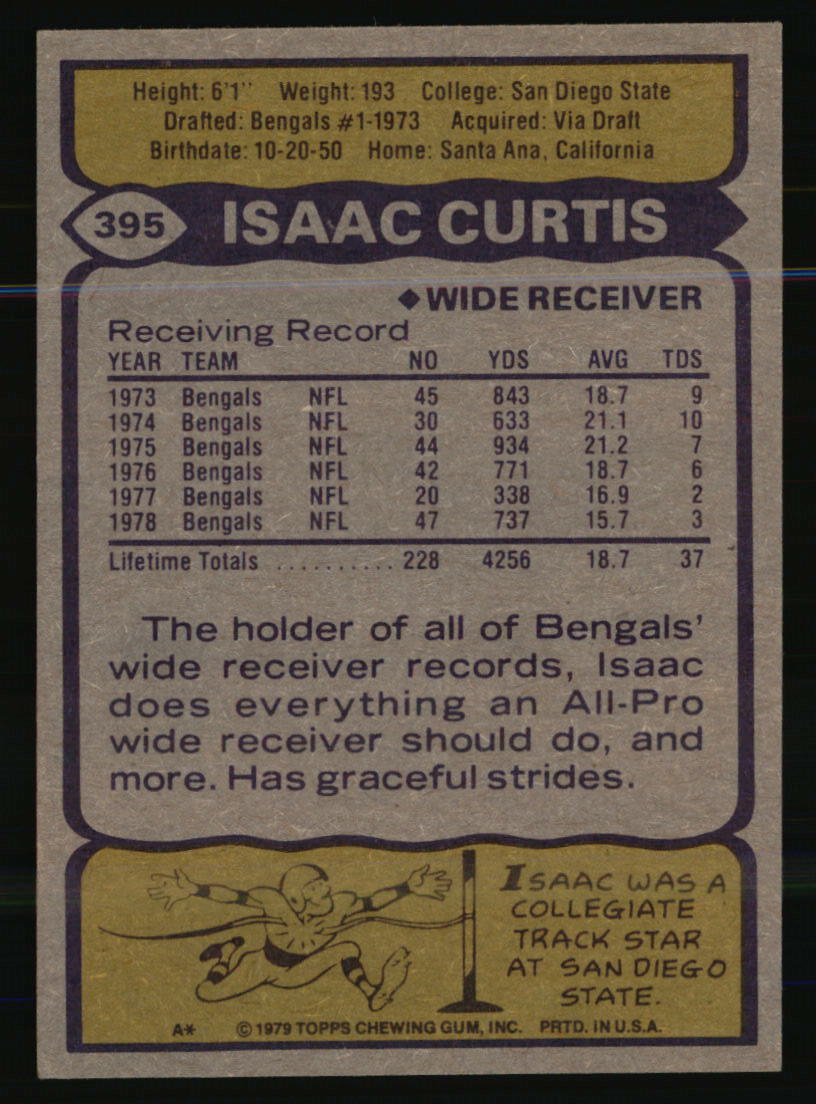 Height: 6'1" Weight: 193 College: San Diego State
Drafted: Bengals #1-1973 Acquired: Via Draft
Birthdate: 10-20-50 Home: Santa Ana, California
395 ISAAC CURTIS
◆ WIDE RECEIVER
Receiving Record
YEAR TEAM NO YDS AVG TDS
1973 Bengals NFL 45 843 18.7 9
1974 Bengals NFL 30 633 21.1 10
1975 Bengals NFL 44 934 21.2 7
1976 Bengals NFL 42 771 18.7 6
1977 Bengals NFL 20 338 16.9 2
1978 Bengals NFL 47 737 15.7 3
Lifetime Totals .......... 228 4256 18.7 37
The holder of all of Bengals'
wide receiver records, Isaac
does everything an All-Pro
wide receiver should do, and
more. Has graceful strides.
ISAAC WAS A
COLLEGIATE
TRACK STAR
AT SAN DIEGO
STATE.
A* © 1979 TOPPS CHEWING GUM, INC. PRTD. IN U.S.A.